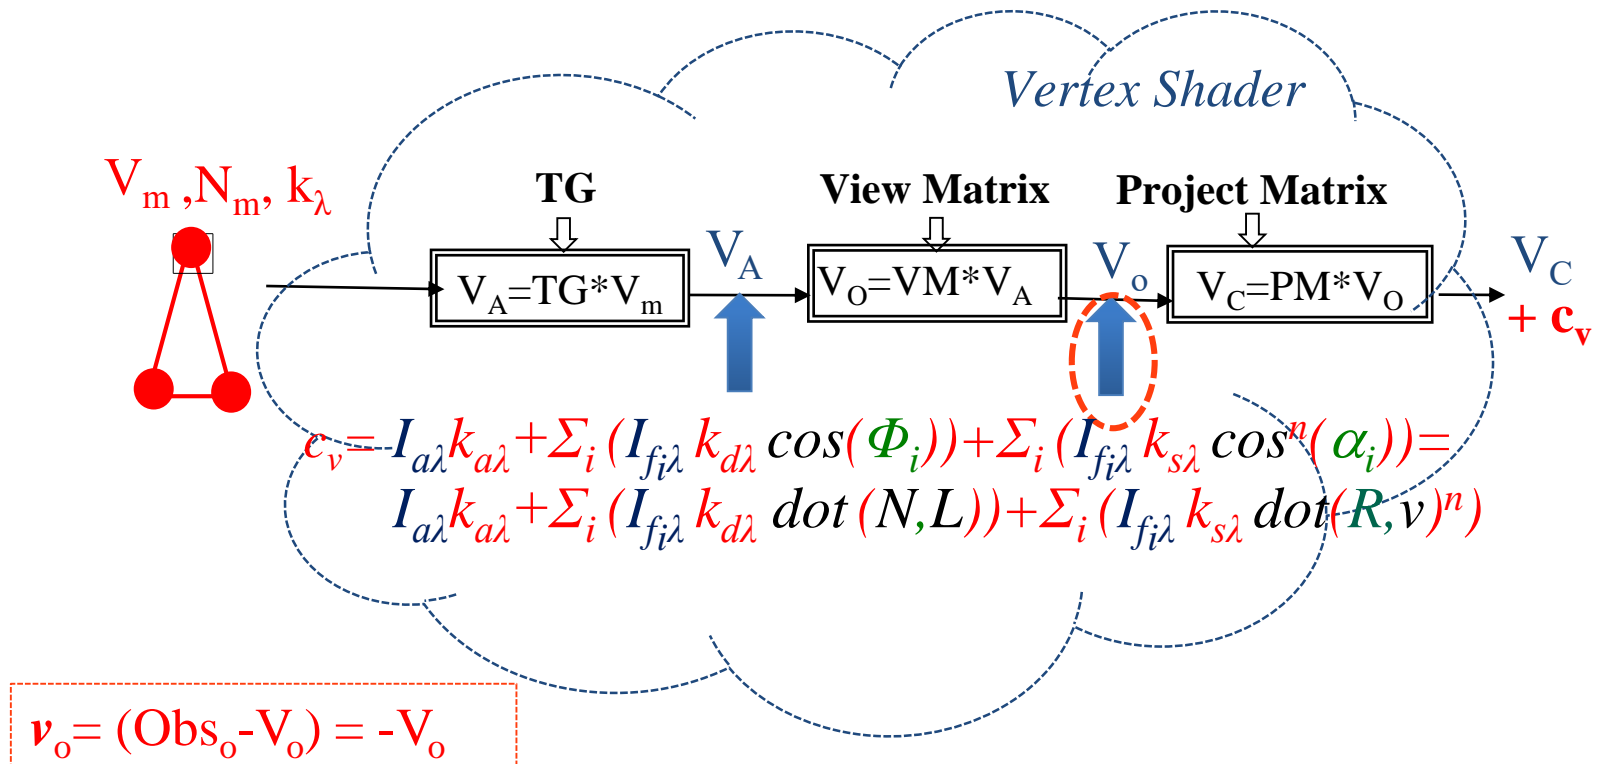 Vertex Shader
Vm ,Nm, kλ
TG
View Matrix
Project Matrix
VA=TG*Vm
VA
VO=VM*VA
Vo
VC=PM*VO
VC
+ cv
cv= Iaλkaλ+Σi(Ifiλ kdλ cos(Φi))+Σi(Ifiλ ksλ cosn(αi))=
Iaλkaλ+Σi(Ifiλ kdλ dot(N,L))+Σi(Ifiλ ksλ dot(R,v)n)
vo= (Obso-Vo) = -Vo